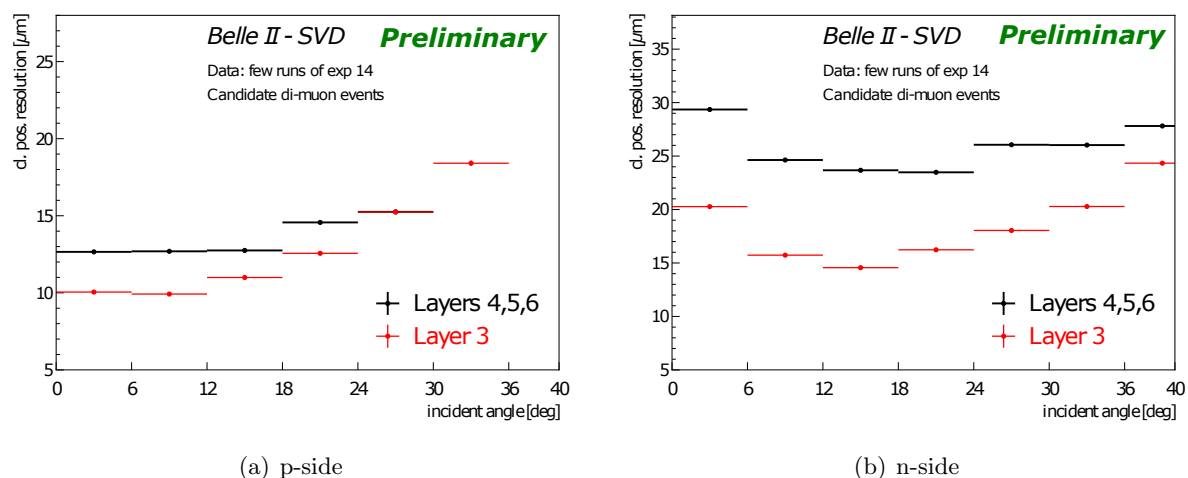 cl. pos. resolution [μm]
25
20
15
10
5
Belle II - SVD
Preliminary
Data: few runs of exp 14
Candidate di-muon events
Layers 4,5,6
Layer 3
0 6 12 18 24 30 36 40
incident angle [deg]
(a) p-side
cl. pos. resolution [μm]
35
30
25
20
15
10
5
Belle II - SVD
Preliminary
Data: few runs of exp 14
Candidate di-muon events
Layers 4,5,6
Layer 3
0 6 12 18 24 30 36 40
incident angle [deg]
(b) n-side